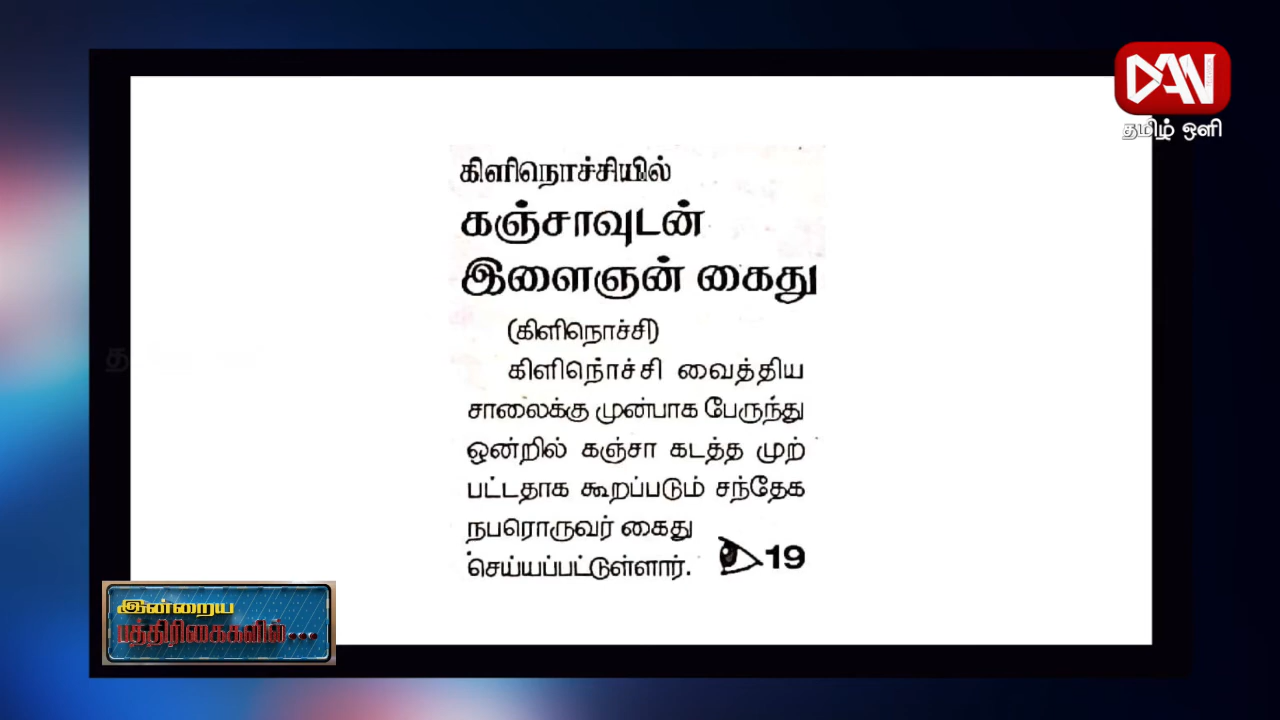 DAN
தமிழ் ஒளி
கிளிநொச்சியில்
கஞ்சாவுடன்
இளைஞன் கைது
(கிளிநொச்சி)
கிளிநொச்சி வைத்திய
சாலைக்கு முன்பாக பேருந்து
ஒன்றில் கஞ்சா கடத்த முற்
பட்டதாக கூறப்படும் சந்தேக
நபரொருவர் கைது
செய்யப்பட்டுள்ளார். 19
இன்றைய
பத்திரிகைகளில்...